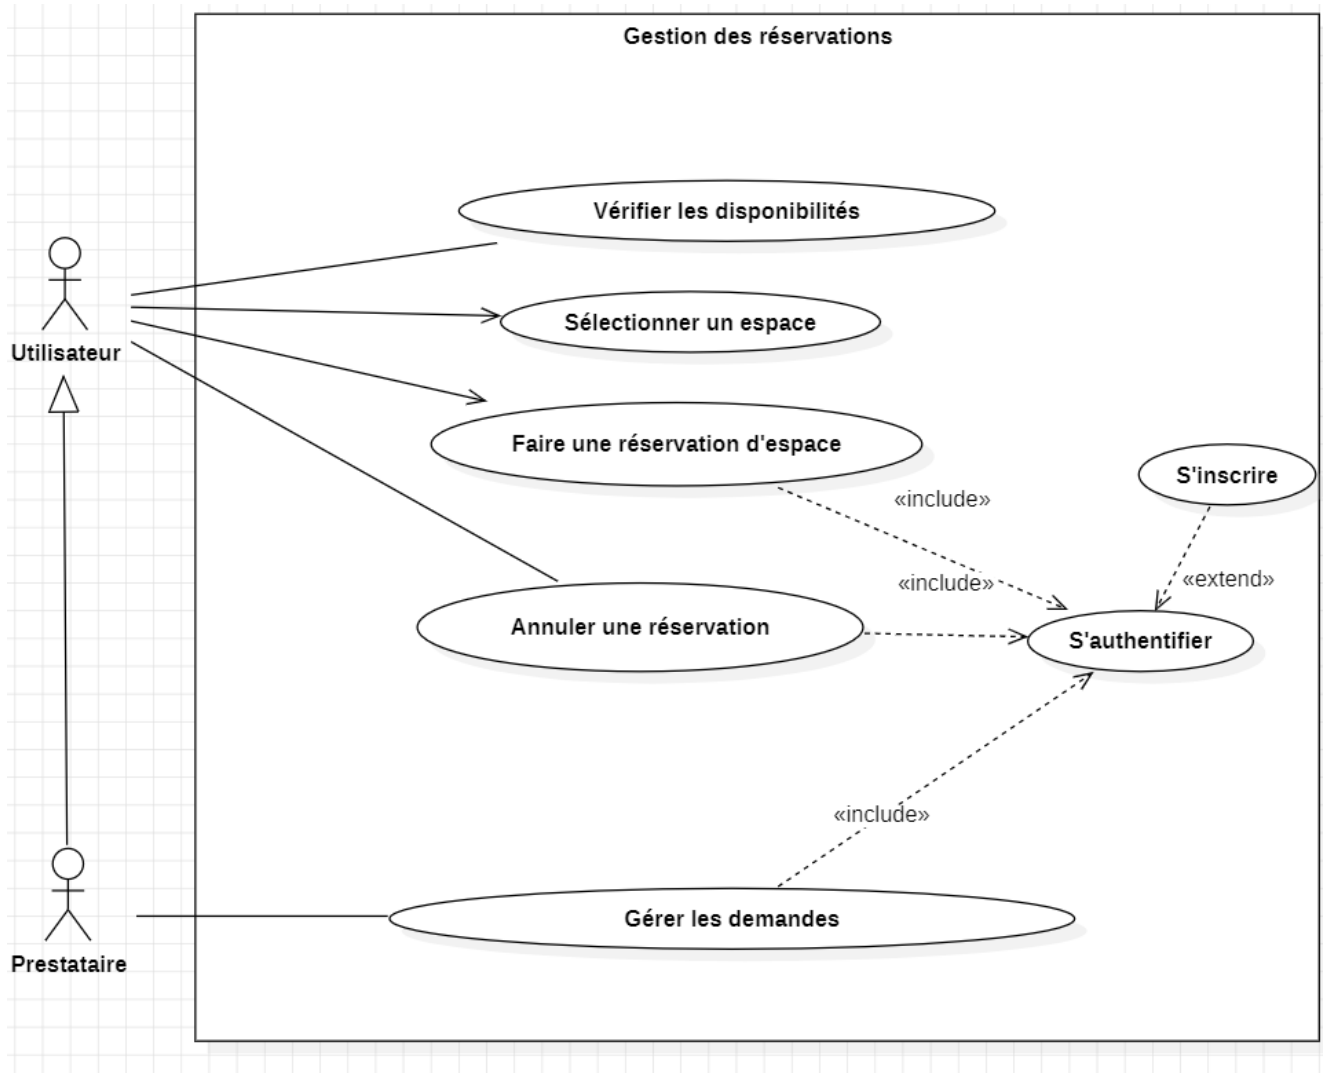 Gestion des réservations
Vérifier les disponibilités
Sélectionner un espace
Utilisateur
Faire une réservation d'espace
S'inscrire
«include»
«extend»
«include»
Annuler une réservation
S'authentifier
«include»
Gérer les demandes
Prestataire